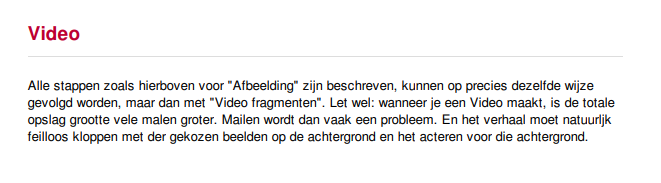 Video
Alle stappen zoals hierboven voor "Afbeelding" zijn beschreven, kunnen op precies dezelfde wijze
gevolgd worden, maar dan met "Video fragmenten". Let wel: wanneer je een Video maakt, is de totale
opslag grootte vele malen groter. Mailen wordt dan vaak een probleem. En het verhaal moet natuurljk
feilloos kloppen met der gekozen beelden op de achtergrond en het acteren voor die achtergrond.